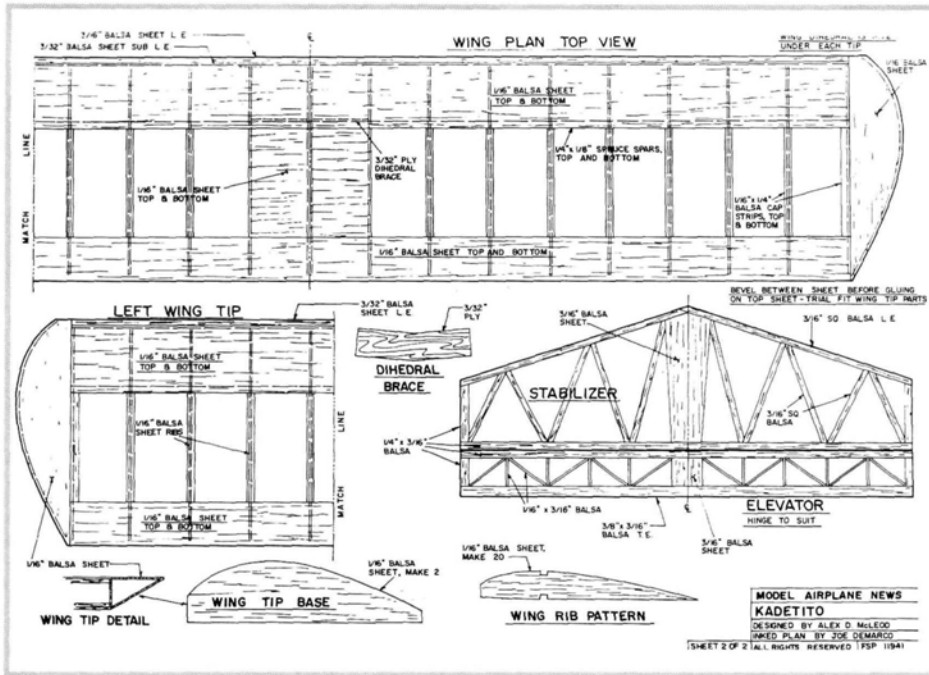 3/16" BALSA SHEET L.E.
3/32" BALSA SHEET SUB L.E.
℄
WING PLAN TOP VIEW
UNDER EACH TIP
1/16 BALSA
SHEET
1/16" BALSA SHEET
TOP & BOTTOM
LINE
MATCH
1/16" BALSA SHEET
TOP & BOTTOM
3/32" PLY
DIHEDRAL
BRACE
1/4" x 1/8" SPRUCE SPARS,
TOP AND BOTTOM
1/16" x 1/4"
BALSA CAP
STRIPS, TOP
& BOTTOM
1/16" BALSA SHEET TOP AND BOTTOM
BEVEL BETWEEN SHEET BEFORE GLUING
ON TOP SHEET - TRIAL FIT WING TIP PARTS
LEFT WING TIP
3/32" BALSA
SHEET L.E.
1/16" BALSA SHEET
TOP & BOTTOM
1/16" BALSA
SHEET RIBS
LINE
MATCH
1/16" BALSA SHEET
TOP & BOTTOM
3/32"
PLY
DIHEDRAL
BRACE
3/16" BALSA
SHEET
3/16" SQ BALSA L.E.
STABILIZER
3/16" SQ
BALSA
1/4" x 3/16"
BALSA
1/16" x 3/16" BALSA
3/8" x 3/16"
BALSA T.E.
℄
ELEVATOR
HINGE TO SUIT
3/16" BALSA
SHEET
1/16" BALSA SHEET
WING TIP DETAIL
WING TIP BASE
1/16" BALSA
SHEET, MAKE 2
1/16" BALSA SHEET,
MAKE 20
WING RIB PATTERN
MODEL AIRPLANE NEWS
KADETITO
DESIGNED BY ALEX D. McLEOD
INKED PLAN BY JOE DEMARCO
SHEET 2 OF 2 ALL RIGHTS RESERVED FSP 11941